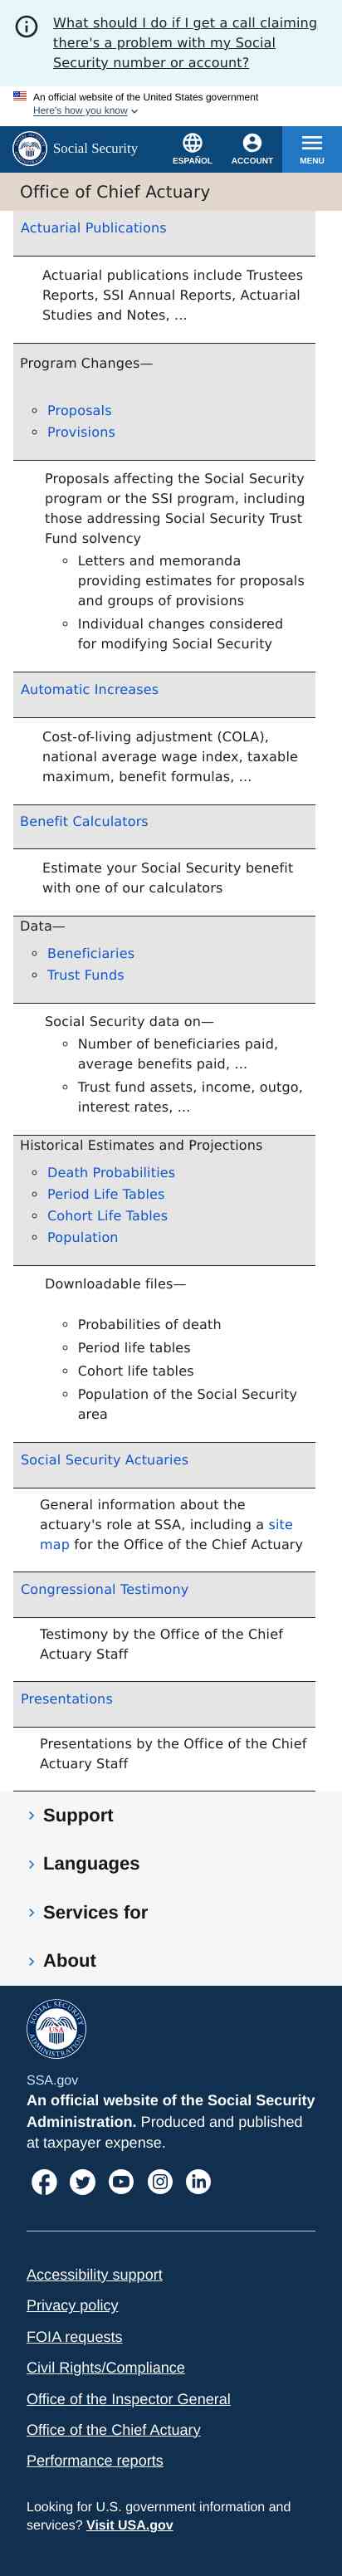 What should I do if I get a call claiming
there's a problem with my Social
Security number or account?
An official website of the United States government
Here's how you know
Social Security
ESPAÑOL
ACCOUNT
MENU
Office of Chief Actuary
Actuarial Publications
Actuarial publications include Trustees
Reports, SSI Annual Reports, Actuarial
Studies and Notes, ...
Program Changes—
Proposals
Provisions
Proposals affecting the Social Security
program or the SSI program, including
those addressing Social Security Trust
Fund solvency
Letters and memoranda
providing estimates for proposals
and groups of provisions
Individual changes considered
for modifying Social Security
Automatic Increases
Cost-of-living adjustment (COLA),
national average wage index, taxable
maximum, benefit formulas, ...
Benefit Calculators
Estimate your Social Security benefit
with one of our calculators
Data—
Beneficiaries
Trust Funds
Social Security data on—
Number of beneficiaries paid,
average benefits paid, ...
Trust fund assets, income, outgo,
interest rates, ...
Historical Estimates and Projections
Death Probabilities
Period Life Tables
Cohort Life Tables
Population
Downloadable files—
Probabilities of death
Period life tables
Cohort life tables
Population of the Social Security
area
Social Security Actuaries
General information about the
actuary's role at SSA, including a site
map for the Office of the Chief Actuary
Congressional Testimony
Testimony by the Office of the Chief
Actuary Staff
Presentations
Presentations by the Office of the Chief
Actuary Staff
Support
Languages
Services for
About
SOCIAL SECURITY
USA
ADMINISTRATION
SSA.gov
An official website of the Social Security
Administration. Produced and published
at taxpayer expense.
Accessibility support
Privacy policy
FOIA requests
Civil Rights/Compliance
Office of the Inspector General
Office of the Chief Actuary
Performance reports
Looking for U.S. government information and
services? Visit USA.gov